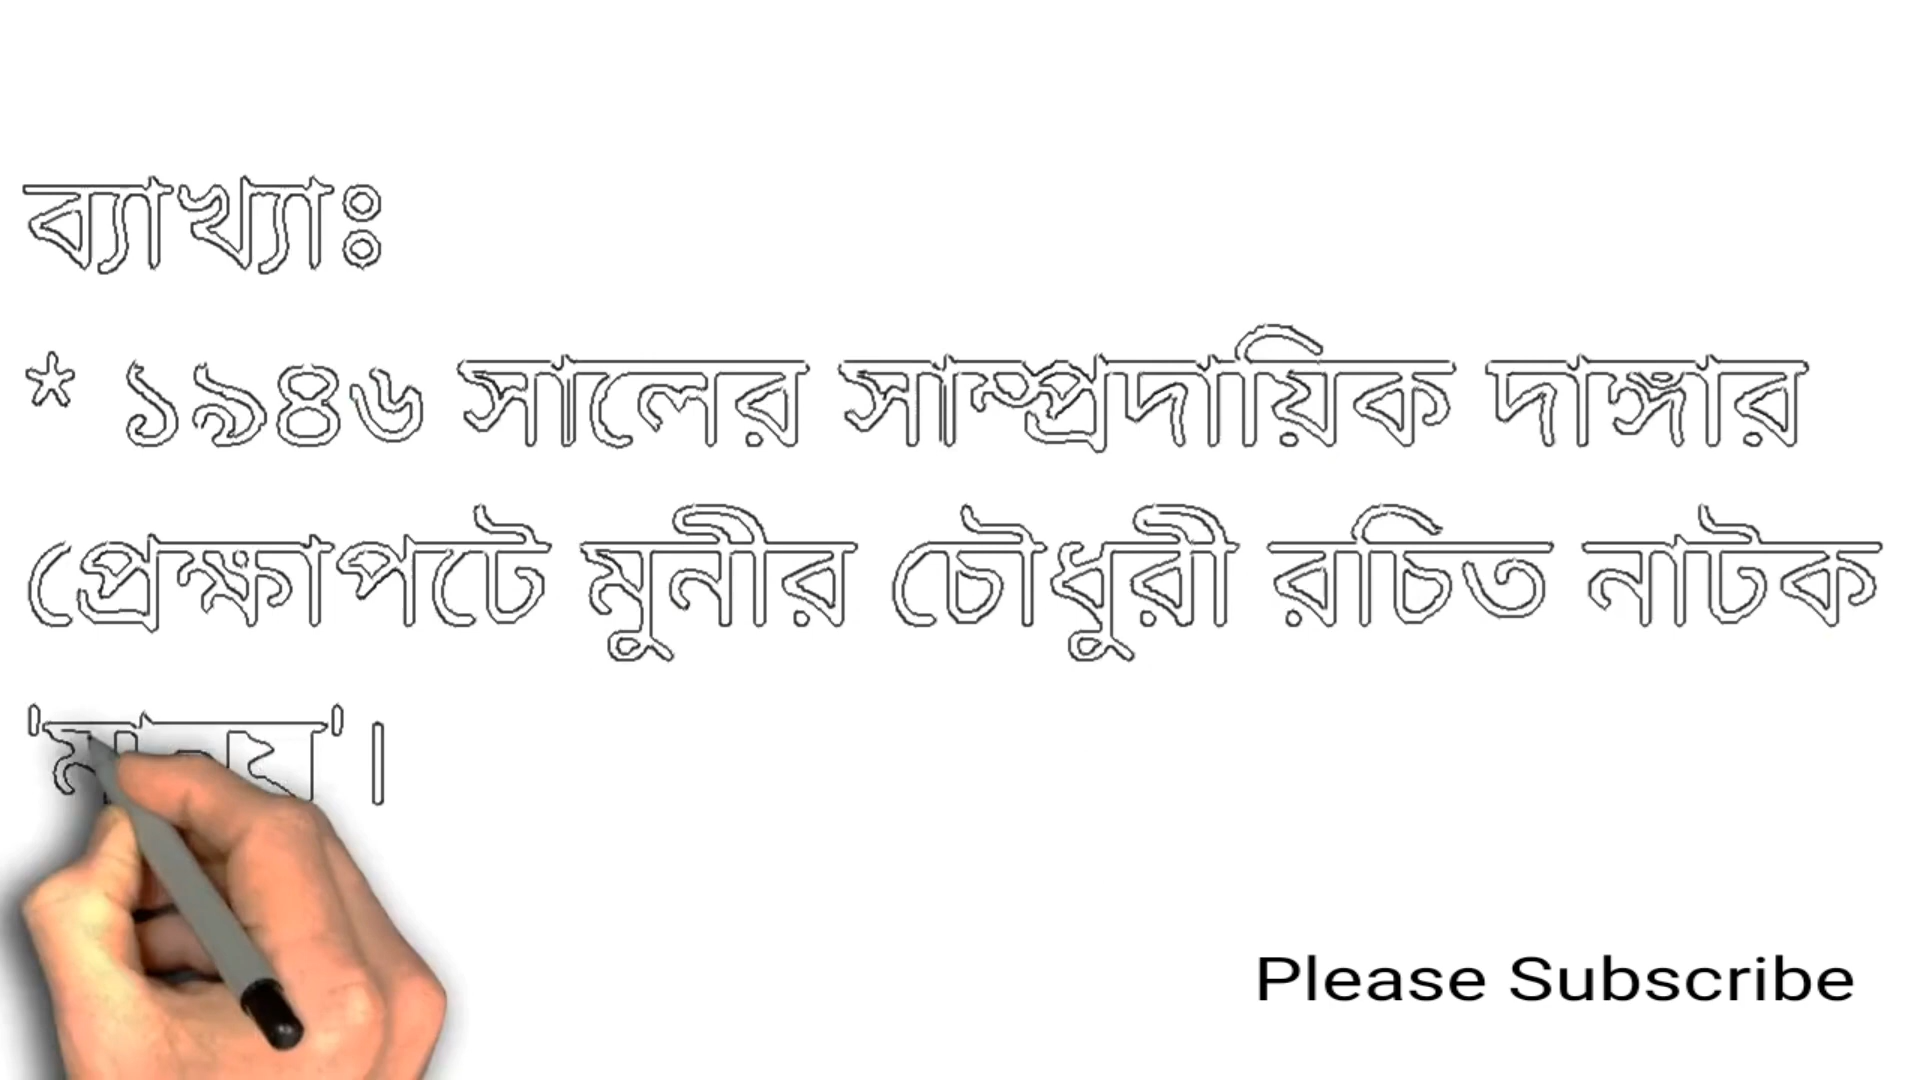 ব্যাখ্যাঃ
* ১৯৪৬ সালের সাম্প্রদায়িক দাঙ্গার
প্রেক্ষাপটে মুনীর চৌধুরী রচিত নাটক
Please Subscribe